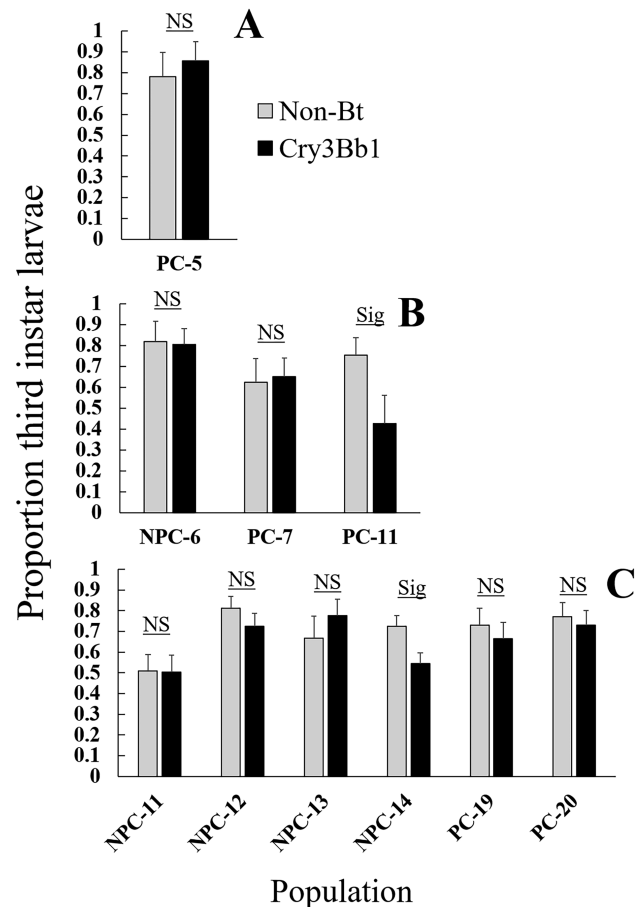 Proportion third instar larvae
A
NS
1
0.9
0.8
0.7
0.6
0.5
0.4
0.3
0.2
0.1
0
PC-5
Non-Bt
Cry3Bb1
B
NS
NS
Sig
1
0.9
0.8
0.7
0.6
0.5
0.4
0.3
0.2
0.1
0
NPC-6 PC-7 PC-11
C
NS
NS
NS
Sig
NS
NS
1
0.9
0.8
0.7
0.6
0.5
0.4
0.3
0.2
0.1
0
NPC-11
NPC-12
NPC-13
NPC-14
PC-19
PC-20
Population